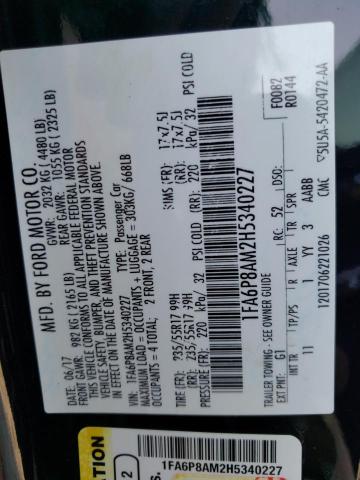 MFD. BY FORD MOTOR CO.
DATE: 06/17 GVWR: 2032 KG (4480 LB)
FRONT GAWR: 982 KG (2165 LB) REAR GAWR: 1055 KG (2325 LB)
THIS VEHICLE CONFORMS TO ALL APPLICABLE FEDERAL MOTOR
VEHICLE SAFETY, BUMPER, AND THEFT PREVENTION STANDARDS
IN EFFECT ON THE DATE OF MANUFACTURE SHOWN ABOVE.
VIN: 1FA6P8AM2H5340227 TYPE: Passenger Car
MAXIMUM LOAD = OCCUPANTS + LUGGAGE = 303KG/ 668LB
OCCUPANTS = 4 TOTAL: 2 FRONT, 2 REAR
TIRE (FR): 235/55R17 99H RIMS (FR): 17x7.5J
(RR): 235/55R17 99H (RR): 17x7.5J
PRESSURE (FR): 220 kPa/ 32 PSI COLD (RR): 220 kPa/ 32 PSI COLD
1FA6P8AM2H5340227
TRAILER TOWING- SEE OWNER GUIDE
F0082
R0144
EXT PNT: G1 RC: 52 DSO:
INT TR TP/PS R AXLE TR SPR
11 1 YY 3 AABB
1201706221026 CMC 5U5A-5420472-AA
1FA6P8AM2H5340227